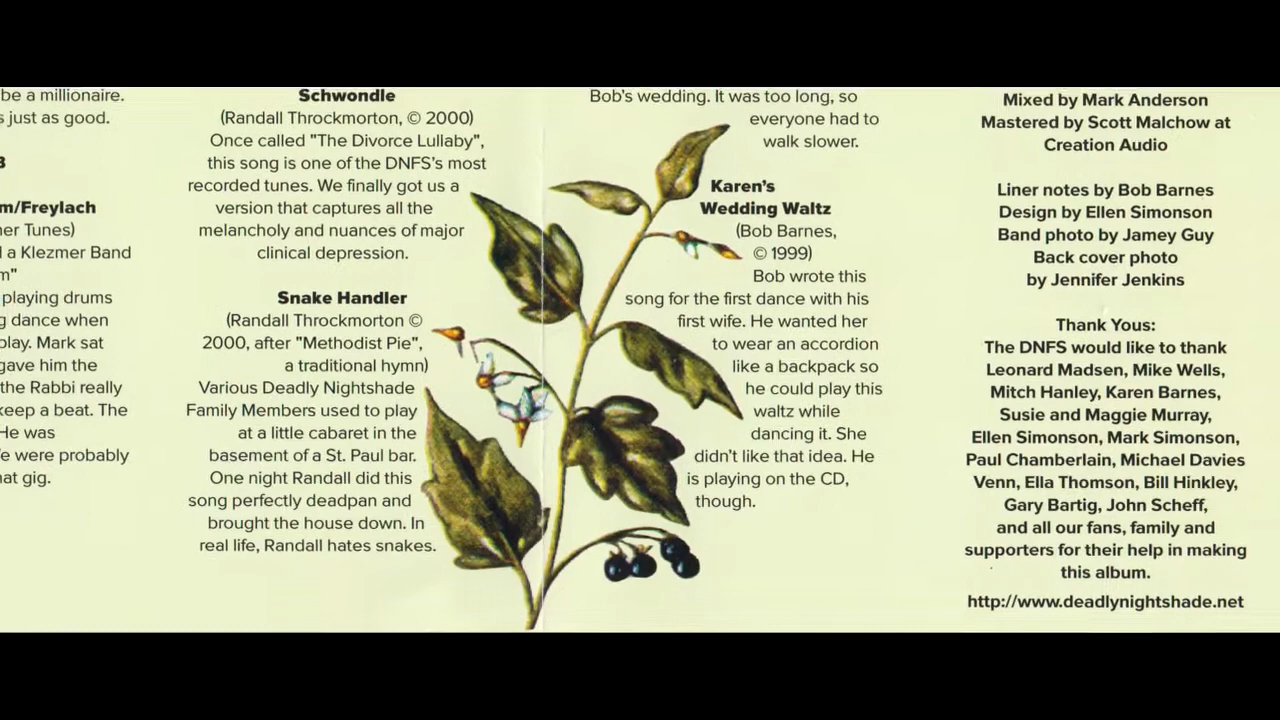 be a millionaire.
just as good.
m/Freylach
Tunes)
a Klezmer Band
m"
playing drums
dance when
play. Mark sat
gave him the
the Rabbi really
keep a beat. The
He was
were probably
gig.
Schwondle
(Randall Throckmorton, © 2000)
Once called "The Divorce Lullaby",
this song is one of the DNFS's most
recorded tunes. We finally got us a
version that captures all the
melancholy and nuances of major
clinical depression.
Snake Handler
(Randall Throckmorton ©
2000, after "Methodist Pie",
a traditional hymn)
Various Deadly Nightshade
Family Members used to play
at a little cabaret in the
basement of a St. Paul bar.
One night Randall did this
song perfectly deadpan and
brought the house down. In
real life, Randall hates snakes.
Bob's wedding. It was too long, so
everyone had to
walk slower.
Karen's
Wedding Waltz
(Bob Barnes,
© 1999)
Bob wrote this
song for the first dance with his
first wife. He wanted her
to wear an accordion
like a backpack so
he could play this
waltz while
dancing it. She
didn't like that idea. He
is playing on the CD,
though.
Mixed by Mark Anderson
Mastered by Scott Malchow at
Creation Audio
Liner notes by Bob Barnes
Design by Ellen Simonson
Band photo by Jamey Guy
Back cover photo
by Jennifer Jenkins
Thank Yous:
The DNFS would like to thank
Leonard Madsen, Mike Wells,
Mitch Hanley, Karen Barnes,
Susie and Maggie Murray,
Ellen Simonson, Mark Simonson,
Paul Chamberlain, Michael Davies
Venn, Ella Thomson, Bill Hinkley,
Gary Bartig, John Scheff,
and all our fans, family and
supporters for their help in making
this album.
http://www.deadlynightshade.net